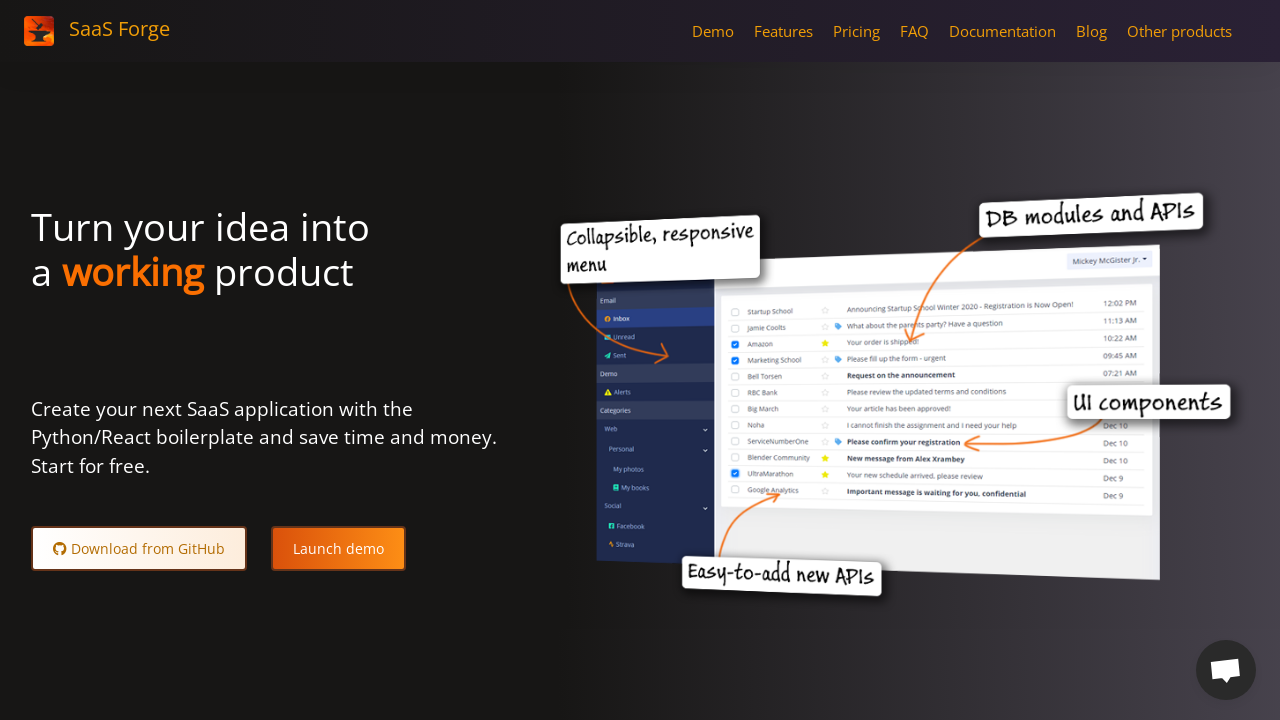 SaaS Forge
Demo Features Pricing FAQ Documentation Blog Other products
Turn your idea into
a working product
Create your next SaaS application with the
Python/React boilerplate and save time and money.
Start for free.
Download from GitHub Launch demo
Collapsible, responsive
menu
DB modules and APIs
UI components
Easy-to-add new APIs
Mickey McGister Jr.
Email
Inbox
Unread
Sent
Demo
Alerts
Categories
Web
Personal
My photos
My books
Social
Facebook
Strava
Startup School Announcing Startup School Winter 2020 - Registration is Now Open! 12:02 PM
Jamie Coolts What about the parents party? Have a question 11:13 AM
Amazon Your order is shipped! 10:22 AM
Marketing School Please fill up the form - urgent 09:45 AM
Bell Torsen Request on the announcement 07:21 AM
RBC Bank Please review the updated terms and conditions
Big March Your article has been approved!
Noha I cannot finish the assignment and I need your help Dec 10
ServiceNumberOne Please confirm your registration Dec 10
Blender Community New message from Alex Xrambey Dec 10
UltraMarathon Your new schedule arrived, please review Dec 9
Google Analytics Important message is waiting for you, confidential Dec 9